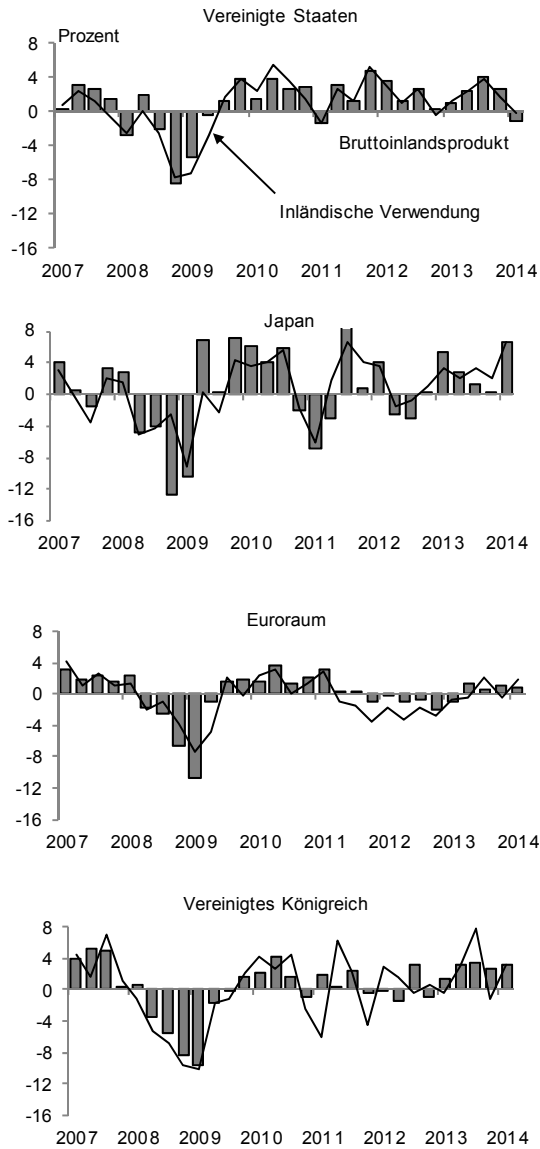 Vereinigte Staaten
Prozent
8
4
0
-4
-8
-12
-16
Bruttoinlandsprodukt
Inländische Verwendung
2007 2008 2009 2010 2011 2012 2013 2014
Japan
8
4
0
-4
-8
-12
-16
2007 2008 2009 2010 2011 2012 2013 2014
Euroraum
8
4
0
-4
-8
-12
-16
2007 2008 2009 2010 2011 2012 2013 2014
Vereinigtes Königreich
8
4
0
-4
-8
-12
-16
2007 2008 2009 2010 2011 2012 2013 2014